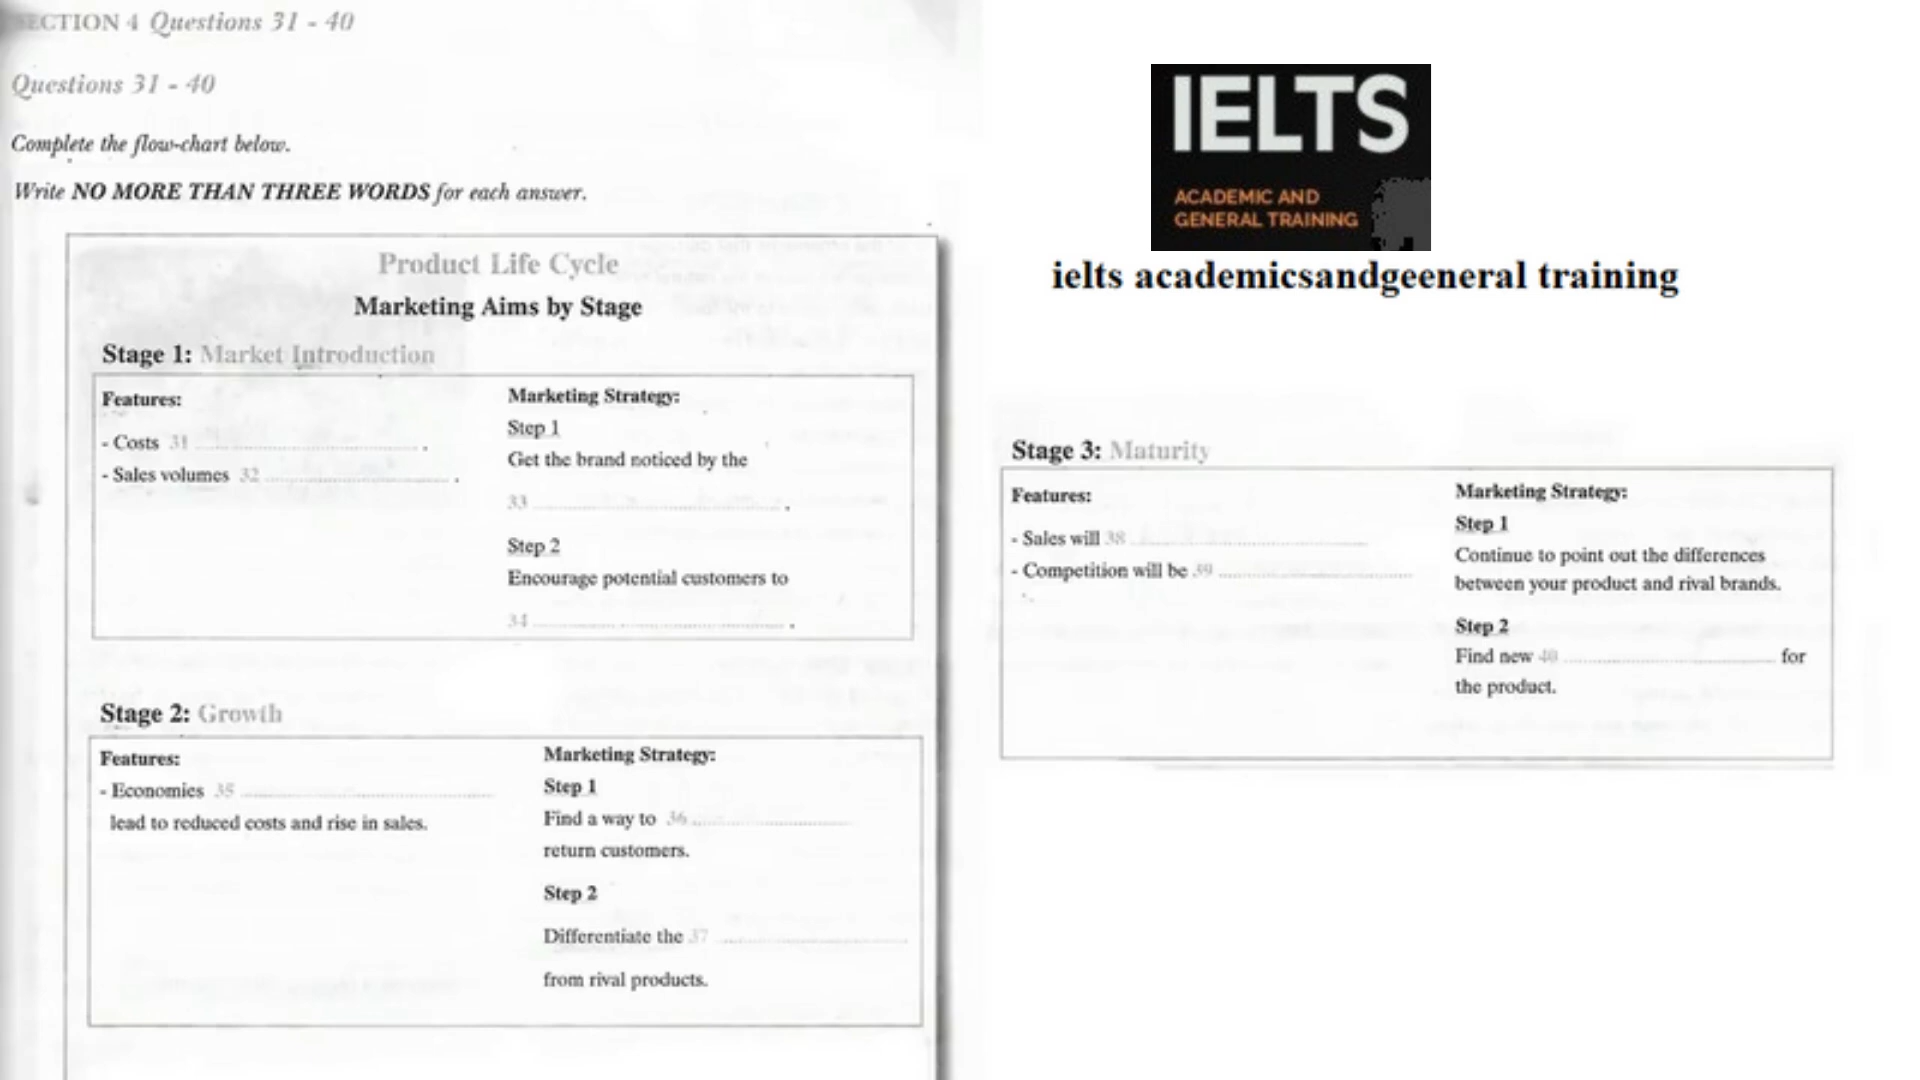 SECTION 4 Questions 31 - 40
Questions 31 - 40
Complete the flow-chart below.
Write NO MORE THAN THREE WORDS for each answer.
Product Life Cycle
Marketing Aims by Stage
Stage 1: Market Introduction
Features:
- Costs 31 .
- Sales volumes 32 .
Marketing Strategy:
Step 1
Get the brand noticed by the
33 .
Step 2
Encourage potential customers to
34 .
Stage 2: Growth
Features:
- Economies 35
lead to reduced costs and rise in sales.
Marketing Strategy:
Step 1
Find a way to 36
return customers.
Step 2
Differentiate the 37
from rival products.
IELTS
ACADEMIC AND
GENERAL TRAINING
ielts academicsandgeeneral training
Stage 3: Maturity
Features:
- Sales will 38
- Competition will be 39
Marketing Strategy:
Step 1
Continue to point out the differences
between your product and rival brands.
Step 2
Find new 40 for
the product.